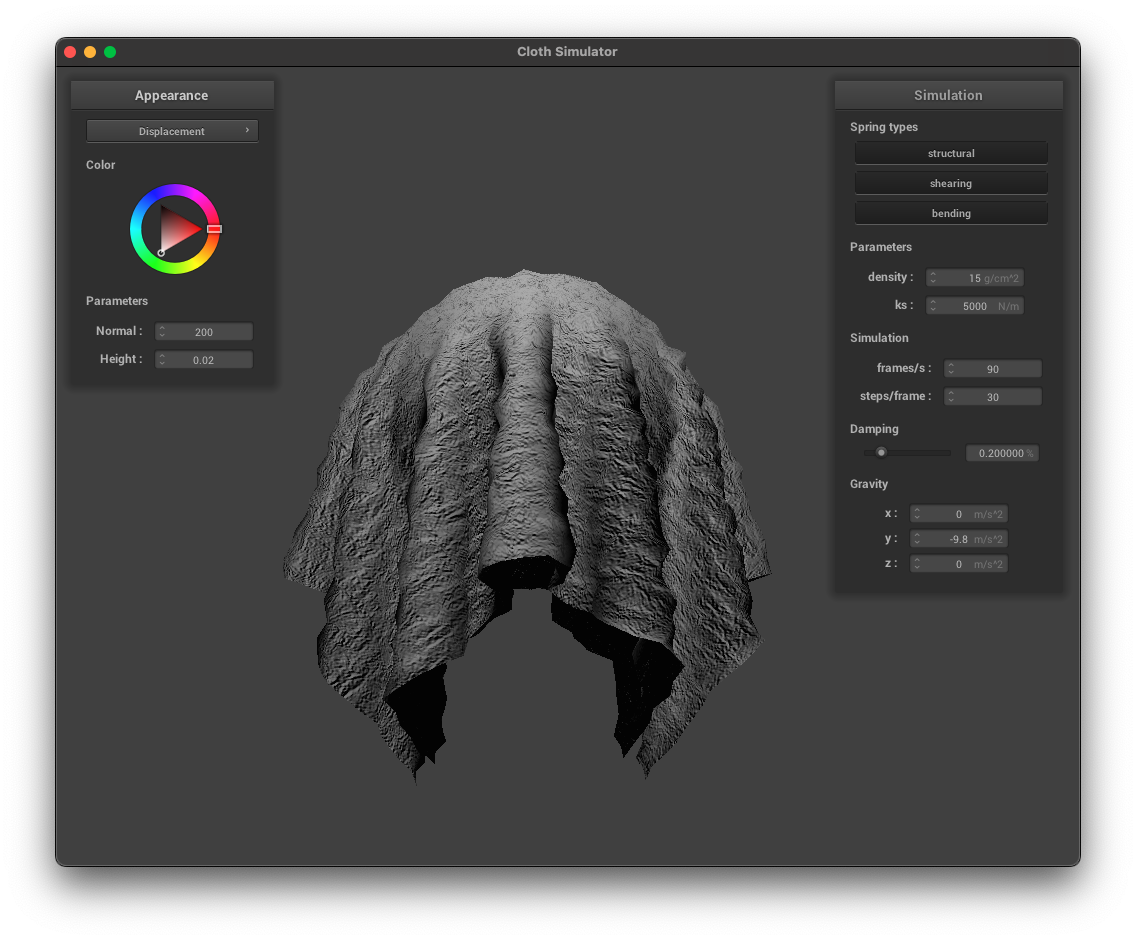 Cloth Simulator
Appearance
Displacement ›
Color
Parameters
Normal : 200
Height : 0.02
Simulation
Spring types
structural
shearing
bending
Parameters
density : 15 g/cm^2
ks : 5000 N/m
Simulation
frames/s : 90
steps/frame : 30
Damping
0.200000 %
Gravity
x : 0 m/s^2
y : -9.8 m/s^2
z : 0 m/s^2